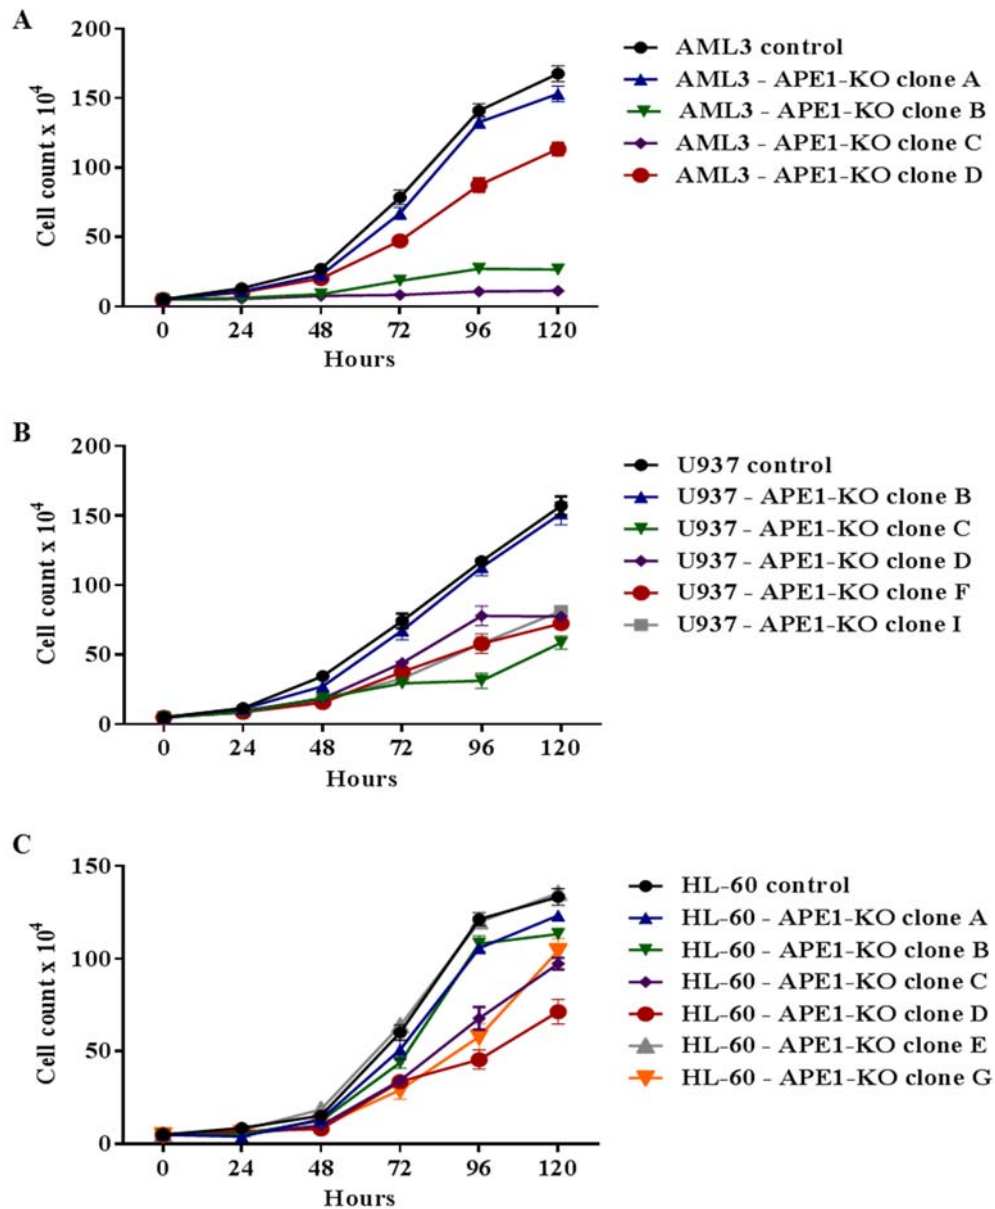 A
200
150
100
50
0
Cell count x 10⁴
0 24 48 72 96 120
Hours
AML3 control
AML3 - APE1-KO clone A
AML3 - APE1-KO clone B
AML3 - APE1-KO clone C
AML3 - APE1-KO clone D
B
200
150
100
50
0
Cell count x 10⁴
0 24 48 72 96 120
Hours
U937 control
U937 - APE1-KO clone B
U937 - APE1-KO clone C
U937 - APE1-KO clone D
U937 - APE1-KO clone F
U937 - APE1-KO clone I
C
150
100
50
0
Cell count x 10⁴
0 24 48 72 96 120
Hours
HL-60 control
HL-60 - APE1-KO clone A
HL-60 - APE1-KO clone B
HL-60 - APE1-KO clone C
HL-60 - APE1-KO clone D
HL-60 - APE1-KO clone E
HL-60 - APE1-KO clone G